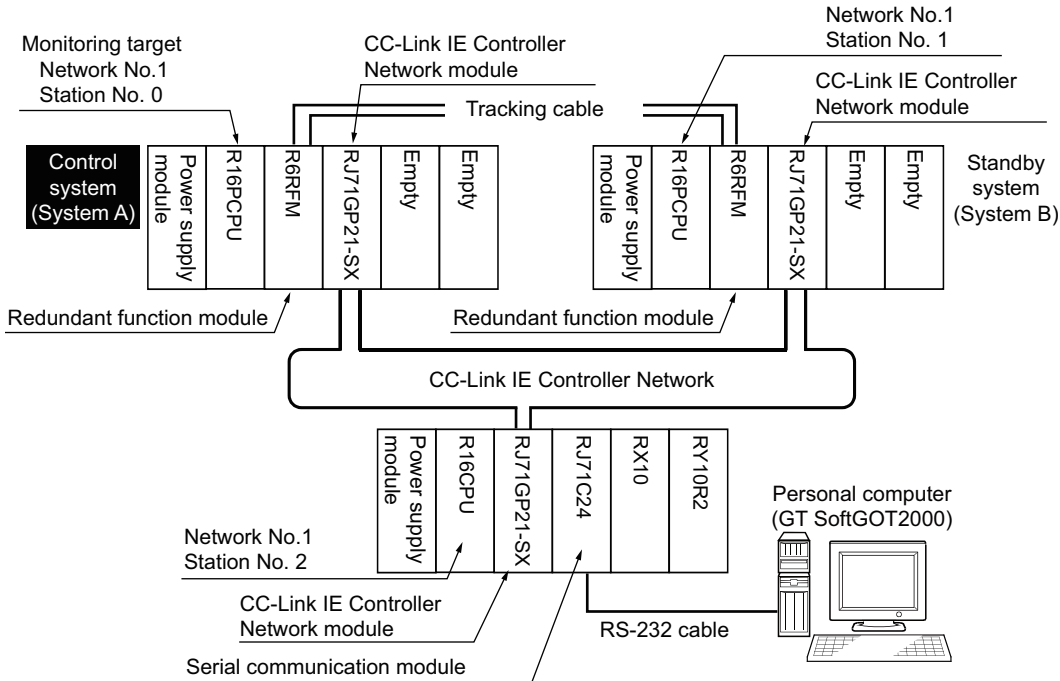 Monitoring target
Network No.1
Station No. 0
CC-Link IE Controller
Network module
Network No.1
Station No. 1
CC-Link IE Controller
Network module
Tracking cable
Control
system
(System A)
Power supply
module
R16PCPU
R6RFM
RJ71GP21-SX
Empty
Empty
Power supply
module
R16PCPU
R6RFM
RJ71GP21-SX
Empty
Empty
Standby
system
(System B)
Redundant function module
Redundant function module
CC-Link IE Controller Network
Power supply
module
R16CPU
RJ71GP21-SX
RJ71C24
RX10
RY10R2
Personal computer
(GT SoftGOT2000)
Network No.1
Station No. 2
CC-Link IE Controller
Network module
RS-232 cable
Serial communication module